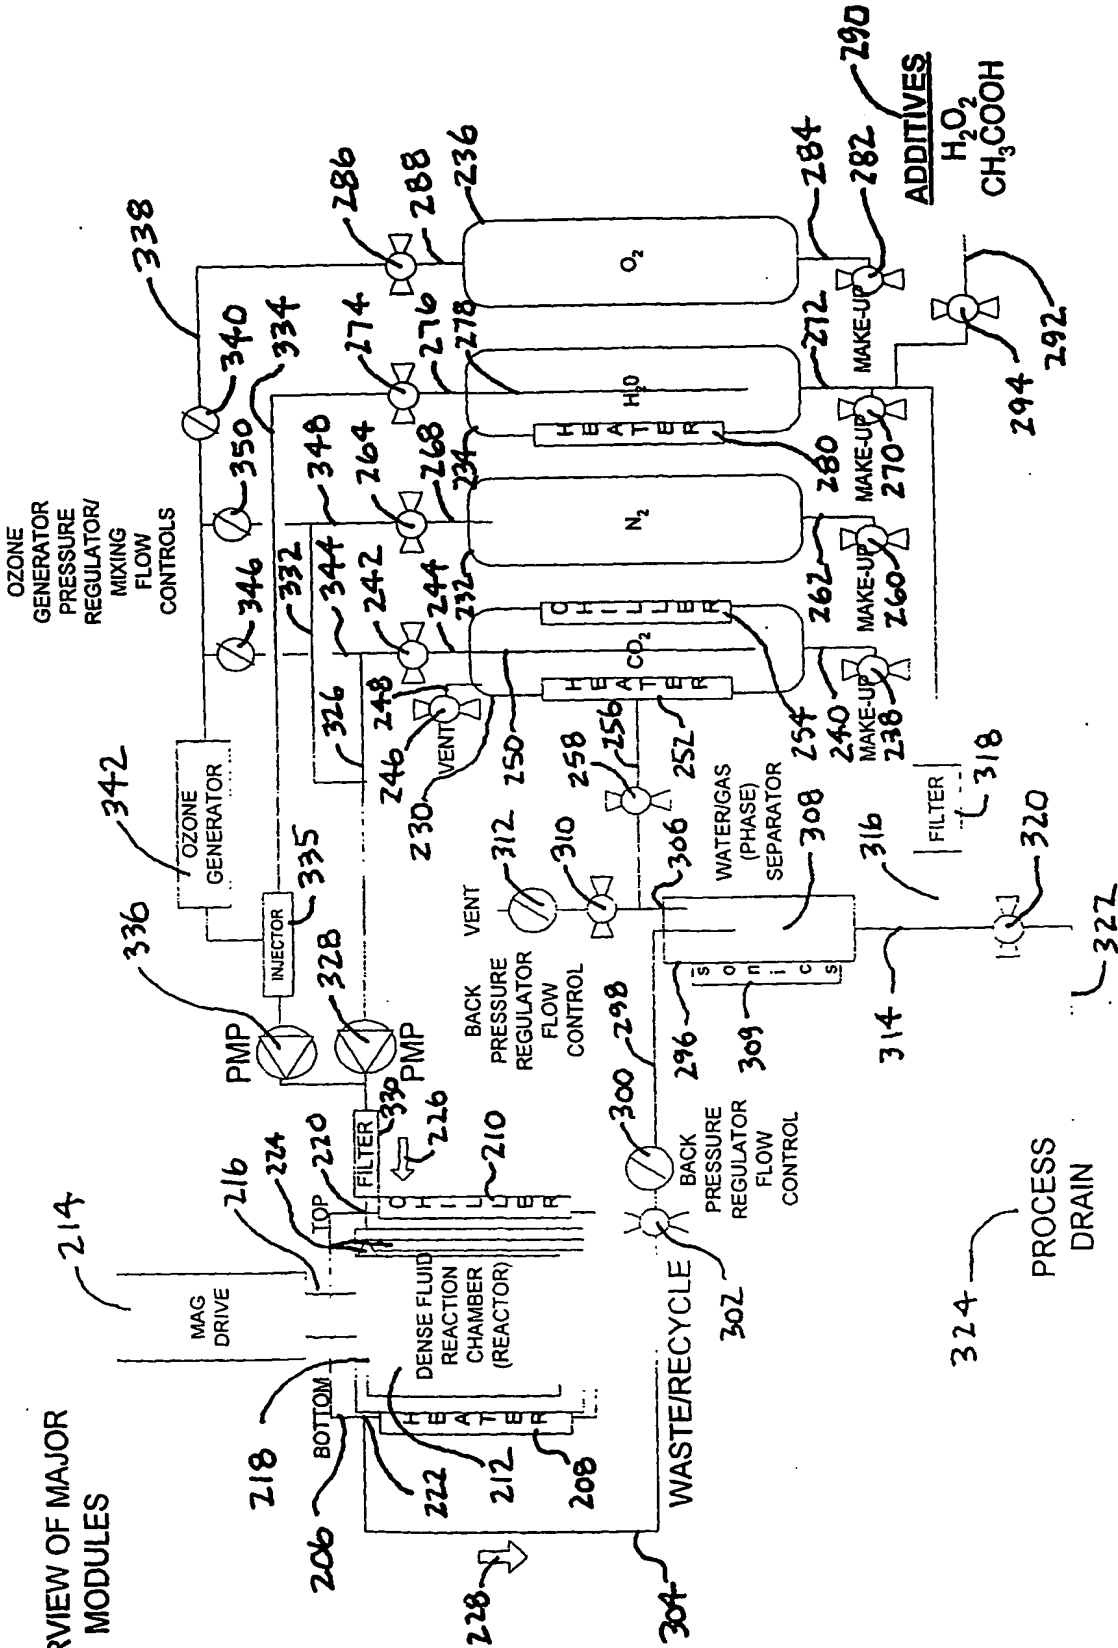 RVIEW OF MAJOR
MODULES
214
MAG
DRIVE
216
218
TOP
BOTTOM
206
220
224
222
212
208
210
HEATER
CHILLER
DENSE FLUID
REACTION
CHAMBER
(REACTOR)
226
228
304
WASTE/RECYCLE
302
300
BACK
PRESSURE
REGULATOR
FLOW
CONTROL
298
FILTER
330
PMP
336
PMP
328
INJECTOR
335
OZONE
GENERATOR
342
OZONE
GENERATOR
PRESSURE
REGULATOR/
MIXING
FLOW
CONTROLS
346
350
340
338
334
332
326
344
348
242
244
264
268
274
276
278
286
288
VENT
246
248
230
232
234
236
CO₂
HEATER
CHILLER
250
252
254
N₂
H₂O
HEATER
280
O₂
256
258
BACK
PRESSURE
REGULATOR
FLOW
CONTROL
VENT
312
310
306
WATER/GAS
(PHASE)
SEPARATOR
308
296
sonics
309
314
316
FILTER
318
320
322
324
PROCESS
DRAIN
240
MAKE-UP
238
262
MAKE-UP
260
272
MAKE-UP
270
284
MAKE-UP
282
294
292
290
ADDITIVES
H₂O₂
CH₃COOH